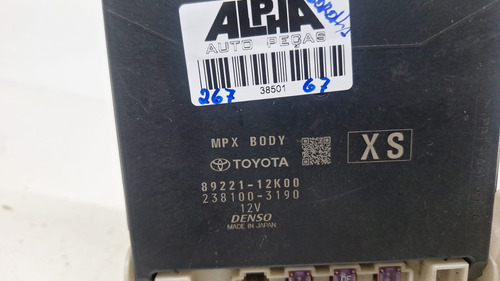 ALPHA
AUTO PEÇAS
38501
267
67
MPX BODY
XS
TOYOTA
89221-12K00
238100-3190
12V
DENSO
MADE IN JAPAN